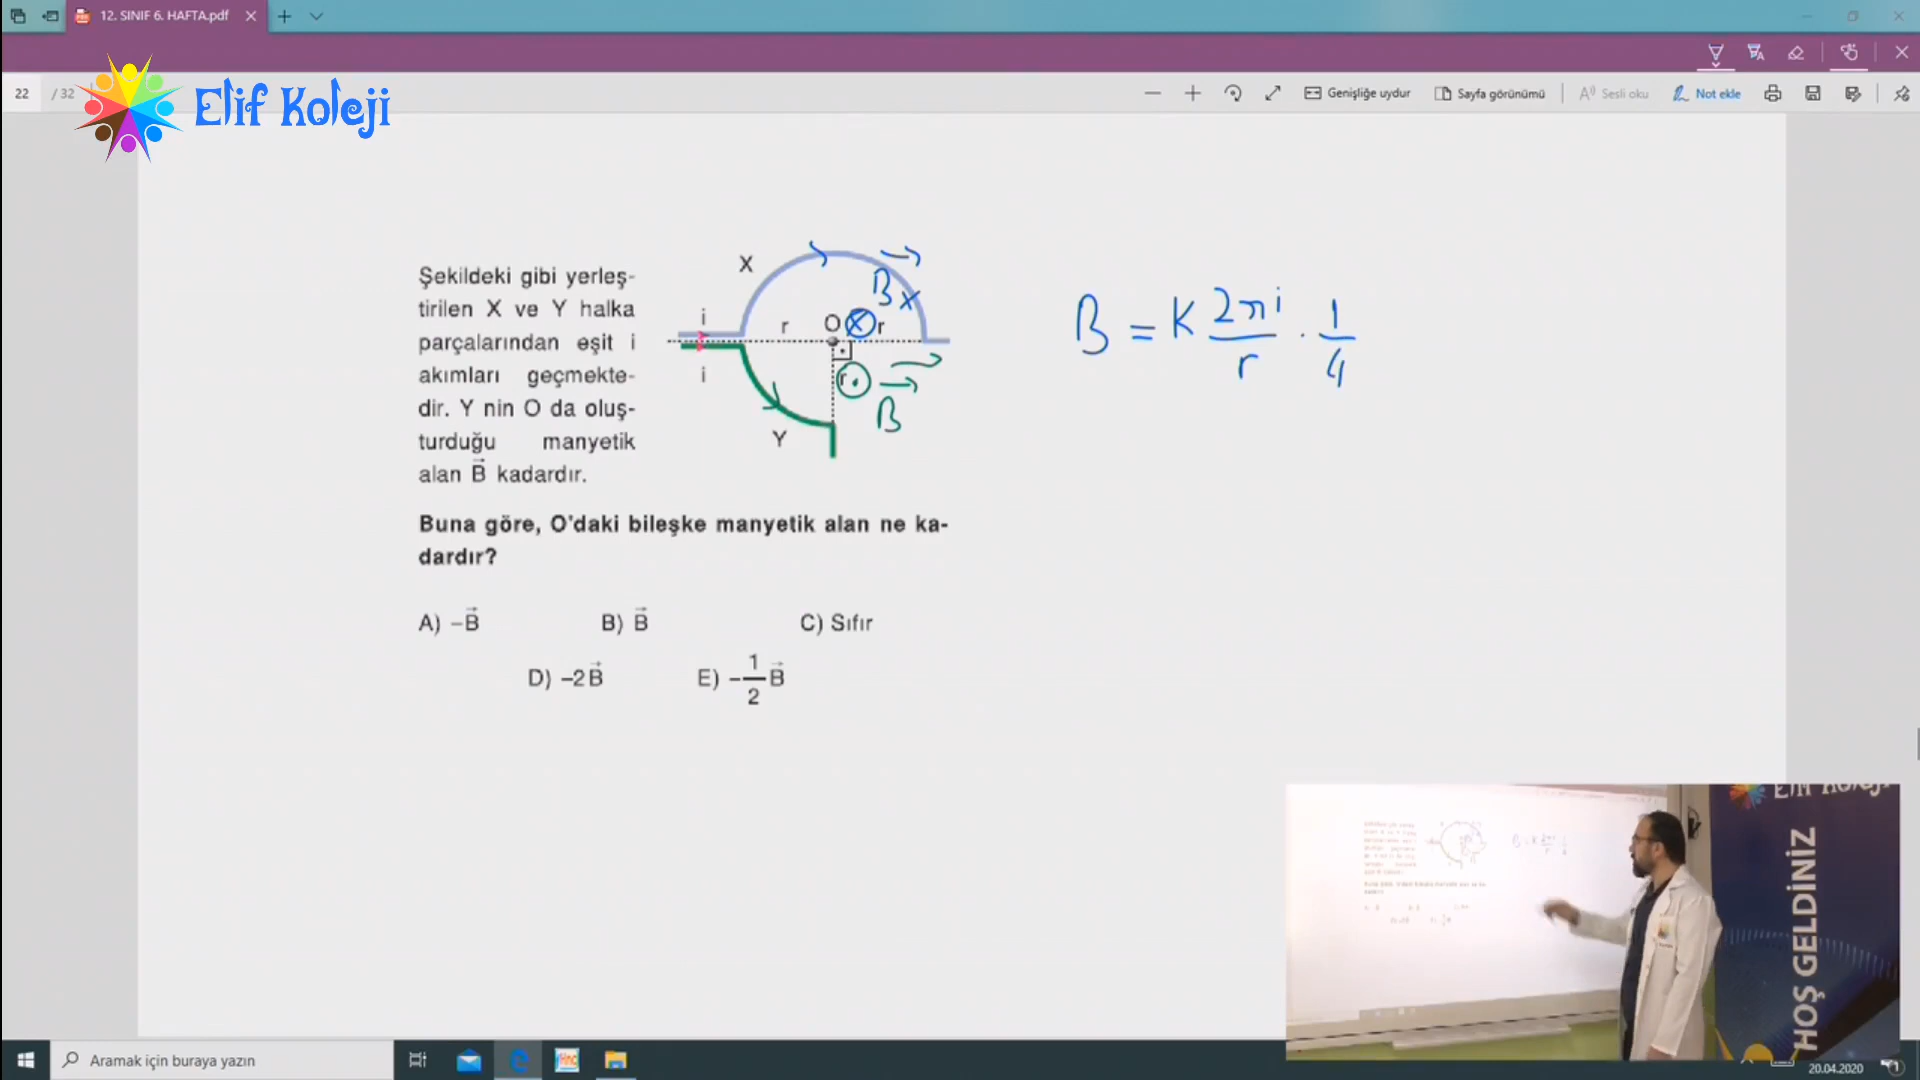 12. SINIF 6. HAFTA.pdf
22 / 32
Elif Koleji
Genişliğe uydur
Sayfa görünümü
Sesli oku
Not ekle
Şekildeki gibi yerleş-
tirilen X ve Y halka
parçalarından eşit i
akımları geçmekte-
dir. Y nin O da oluş-
turduğu manyetik
alan B⃗ kadardır.
X
i
r
O
r
i
r
Y
B⃗x
B⃗
B = K 2πi/r · 1/4
Buna göre, O'daki bileşke manyetik alan ne ka-
dardır?
A) –B⃗ B) B⃗ C) Sıfır
D) –2B⃗ E) –1/2 B⃗
HOŞ GELDİNİZ
Aramak için buraya yazın
20.04.2020